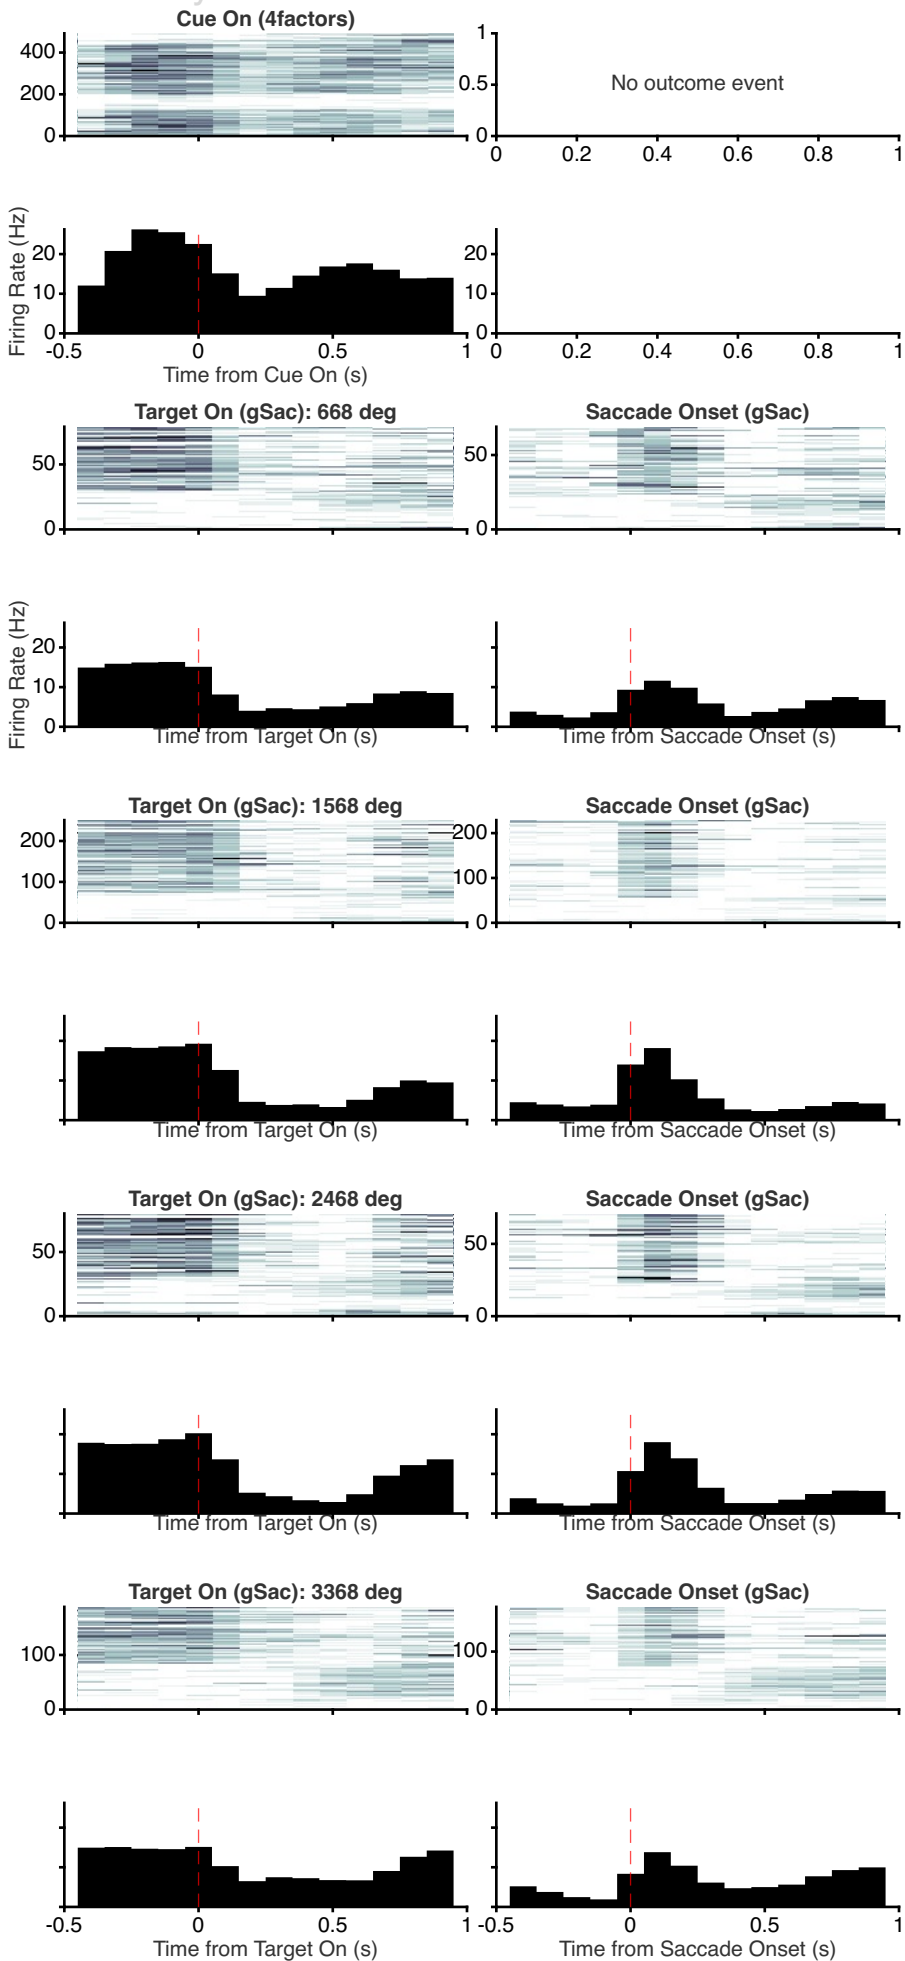 Cue On (4factors)
400
200
0
1
0.5
0
No outcome event
0 0.2 0.4 0.6 0.8 1
Firing Rate (Hz)
20
10
0
-0.5 0 0.5 1
Time from Cue On (s)
20
10
0
0 0.2 0.4 0.6 0.8 1
Target On (gSac): 668 deg
50
0
Saccade Onset (gSac)
50
0
Firing Rate (Hz)
20
10
0
Time from Target On (s)
Time from Saccade Onset (s)
Target On (gSac): 1568 deg
200
100
0
Saccade Onset (gSac)
200
100
0
Time from Target On (s)
Time from Saccade Onset (s)
Target On (gSac): 2468 deg
50
0
Saccade Onset (gSac)
50
0
Time from Target On (s)
Time from Saccade Onset (s)
Target On (gSac): 3368 deg
100
0
Saccade Onset (gSac)
100
0
-0.5 0 0.5 1
Time from Target On (s)
-0.5 0 0.5 1
Time from Saccade Onset (s)